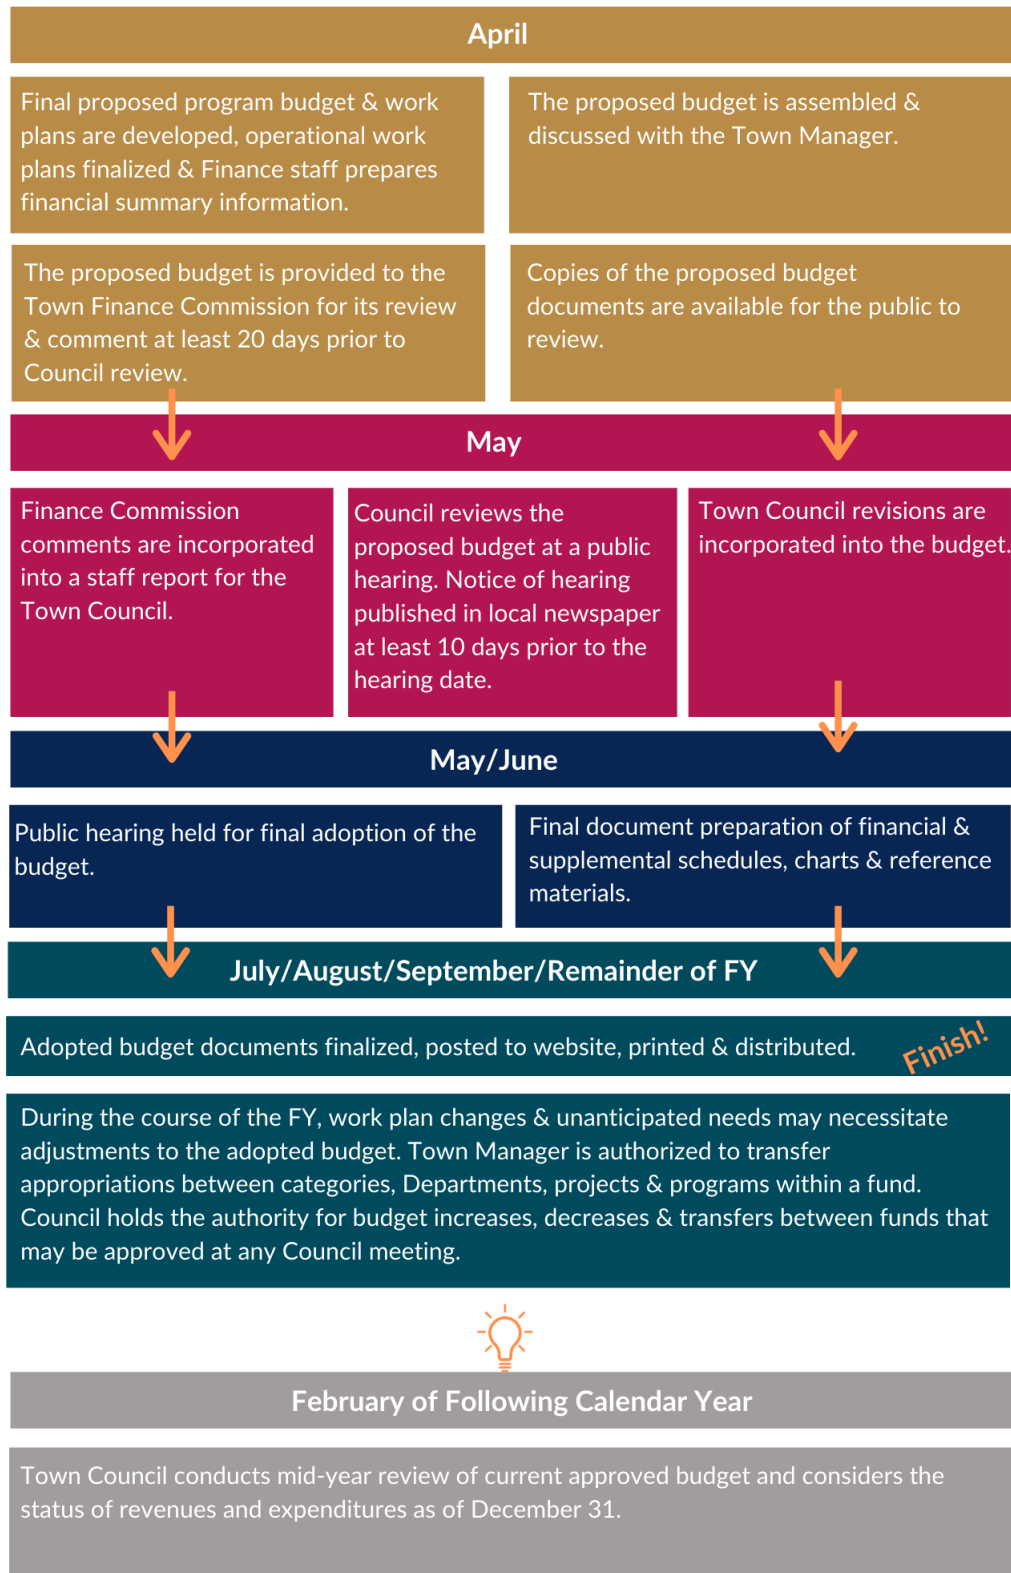 April
Final proposed program budget & work
plans are developed, operational work
plans finalized & Finance staff prepares
financial summary information.
The proposed budget is assembled &
discussed with the Town Manager.
The proposed budget is provided to the
Town Finance Commission for its review
& comment at least 20 days prior to
Council review.
Copies of the proposed budget
documents are available for the public to
review.
May
Finance Commission
comments are incorporated
into a staff report for the
Town Council.
Council reviews the
proposed budget at a public
hearing. Notice of hearing
published in local newspaper
at least 10 days prior to the
hearing date.
Town Council revisions are
incorporated into the budget.
May/June
Public hearing held for final adoption of the
budget.
Final document preparation of financial &
supplemental schedules, charts & reference
materials.
July/August/September/Remainder of FY
Adopted budget documents finalized, posted to website, printed & distributed.
Finish!
During the course of the FY, work plan changes & unanticipated needs may necessitate
adjustments to the adopted budget. Town Manager is authorized to transfer
appropriations between categories, Departments, projects & programs within a fund.
Council holds the authority for budget increases, decreases & transfers between funds that
may be approved at any Council meeting.
February of Following Calendar Year
Town Council conducts mid-year review of current approved budget and considers the
status of revenues and expenditures as of December 31.